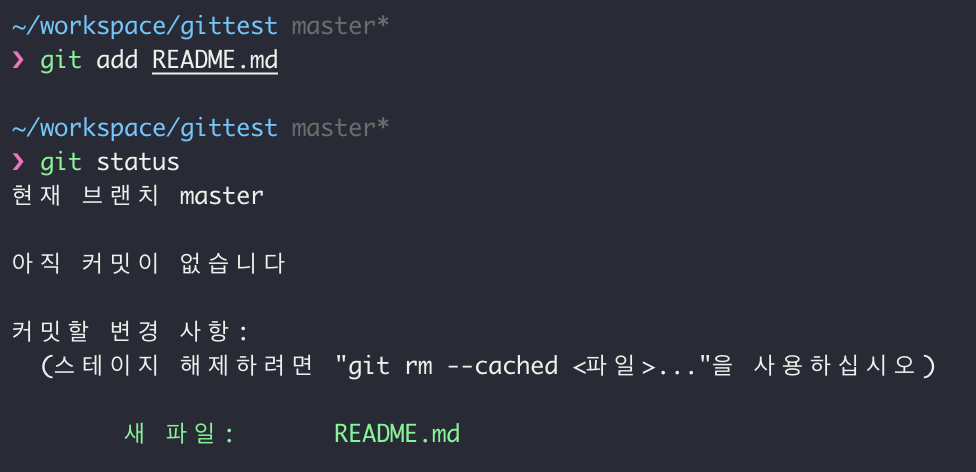 ~/workspace/gittest master*
❯ git add README.md
~/workspace/gittest master*
❯ git status
현재 브랜치 master
아직 커밋이 없습니다
커밋할 변경 사항:
(스테이지 해제하려면 "git rm --cached <파일>..."을 사용하십시오)
새 파일: README.md